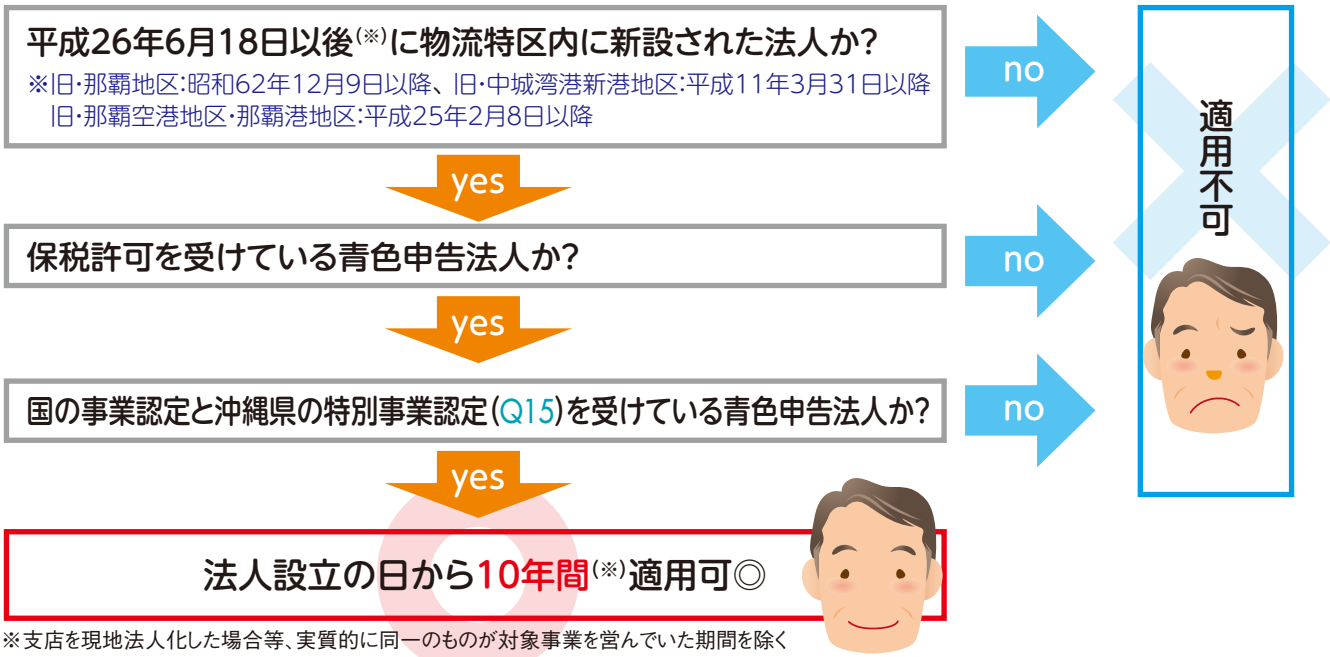 平成26年6月18日以後(※)に物流特区内に新設された法人か?
※旧・那覇地区:昭和62年12月9日以降、旧・中城湾港新港地区:平成11年3月31日以降
旧・那覇空港地区・那覇港地区:平成25年2月8日以降
no
yes
保税許可を受けている青色申告法人か?
no
yes
国の事業認定と沖縄県の特別事業認定(Q15)を受けている青色申告法人か?
no
yes
適用不可
法人設立の日から10年間(※)適用可◎
※支店を現地法人化した場合等、実質的に同一のものが対象事業を営んでいた期間を除く